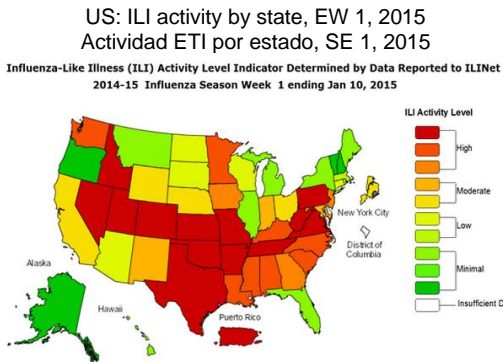 US: ILI activity by state, EW 1, 2015
Actividad ETI por estado, SE 1, 2015
Influenza-Like Illness (ILI) Activity Level Indicator Determined by Data Reported to ILINet
2014-15 Influenza Season Week 1 ending Jan 10, 2015
ILI Activity Level
High
Moderate
Low
Minimal
Insufficient D
New York City
District of
Columbia
Alaska
Hawaii
Puerto Rico